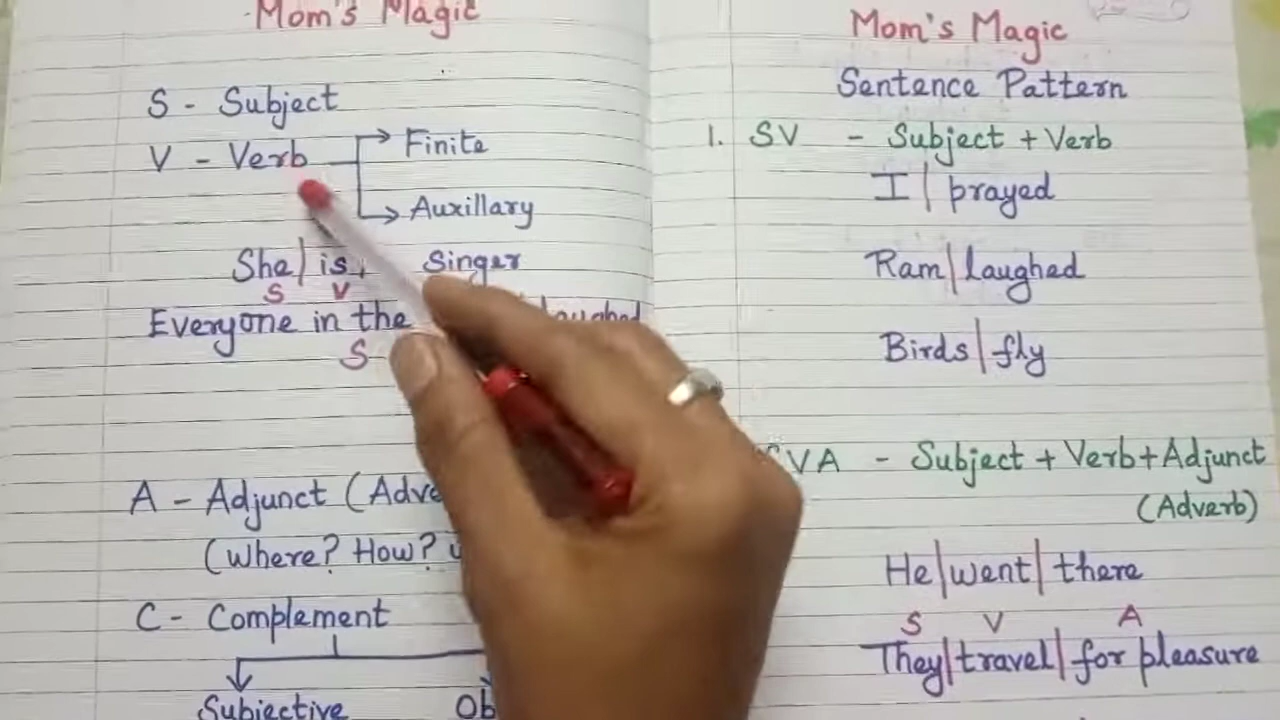 Mom's Magic
S - Subject
V - Verb
Finite
Auxillary
She | is, Singer
S V
Everyone in the laughed
S
A - Adjunct
(Where? How?
C - Complement
Subjective
Mom's Magic
Sentence Pattern
1. SV - Subject + Verb
I | prayed
Ram | laughed
Birds | fly
SVA - Subject + Verb + Adjunct
(Adverb)
He | went | there
S V A
They | travel | for pleasure